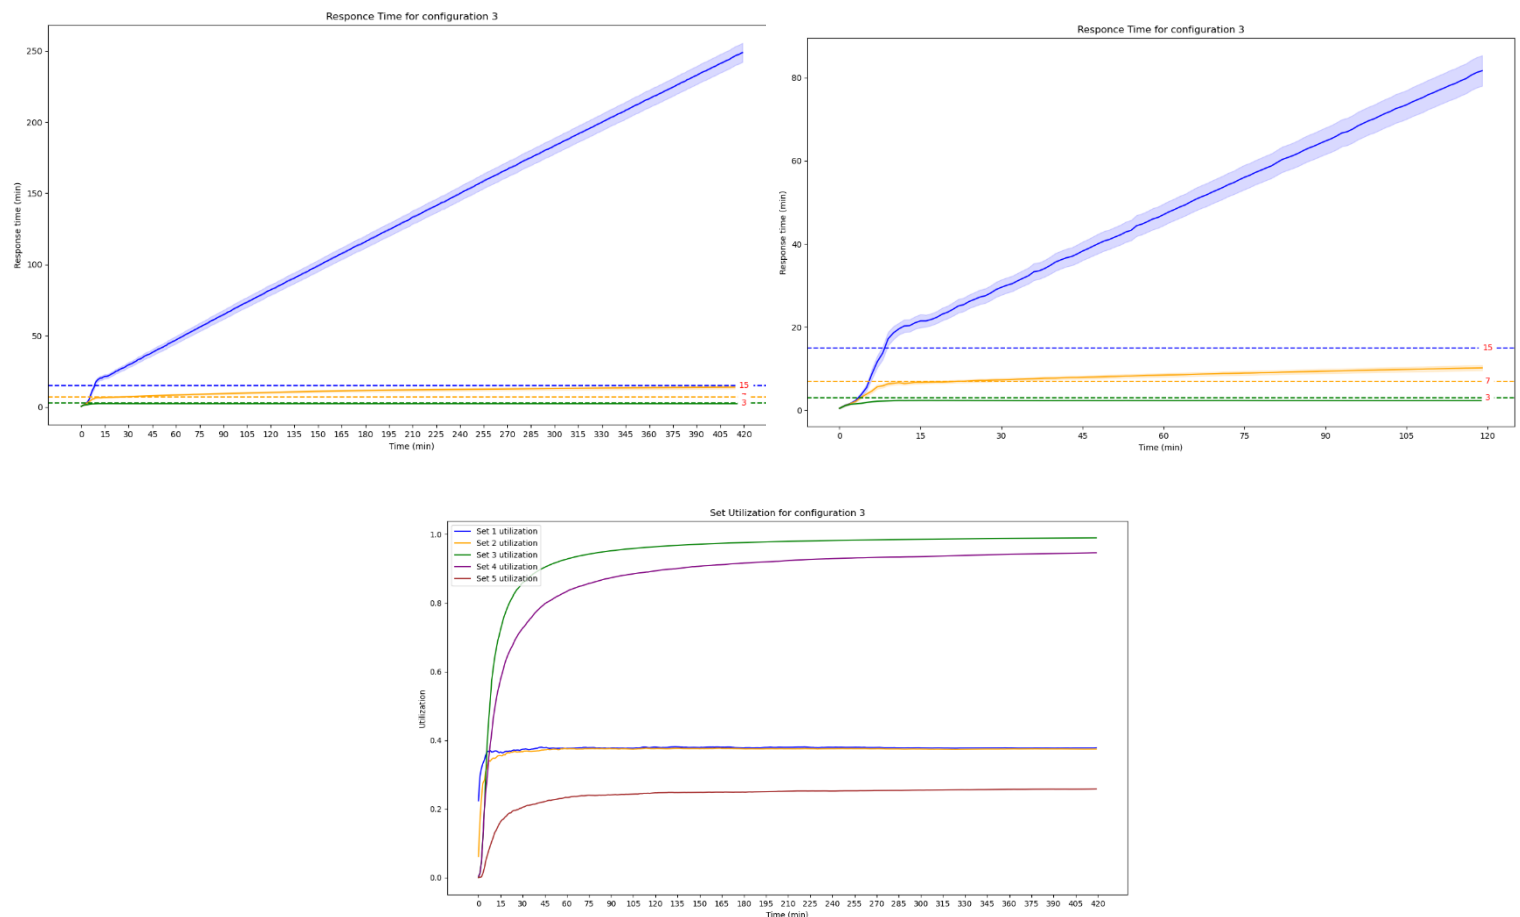 Responce Time for configuration 3
Response time (min)
250
200
150
100
50
0
15
3
0 15 30 45 60 75 90 105 120 135 150 165 180 195 210 225 240 255 270 285 300 315 330 345 360 375 390 405 420
Time (min)
Responce Time for configuration 3
Response time (min)
80
60
40
20
0
15
7
3
0 15 30 45 60 75 90 105 120
Time (min)
Set Utilization for configuration 3
Set 1 utilization
Set 2 utilization
Set 3 utilization
Set 4 utilization
Set 5 utilization
Utilization
1.0
0.8
0.6
0.4
0.2
0.0
0 15 30 45 60 75 90 105 120 135 150 165 180 195 210 225 240 255 270 285 300 315 330 345 360 375 390 405 420
Time (min)